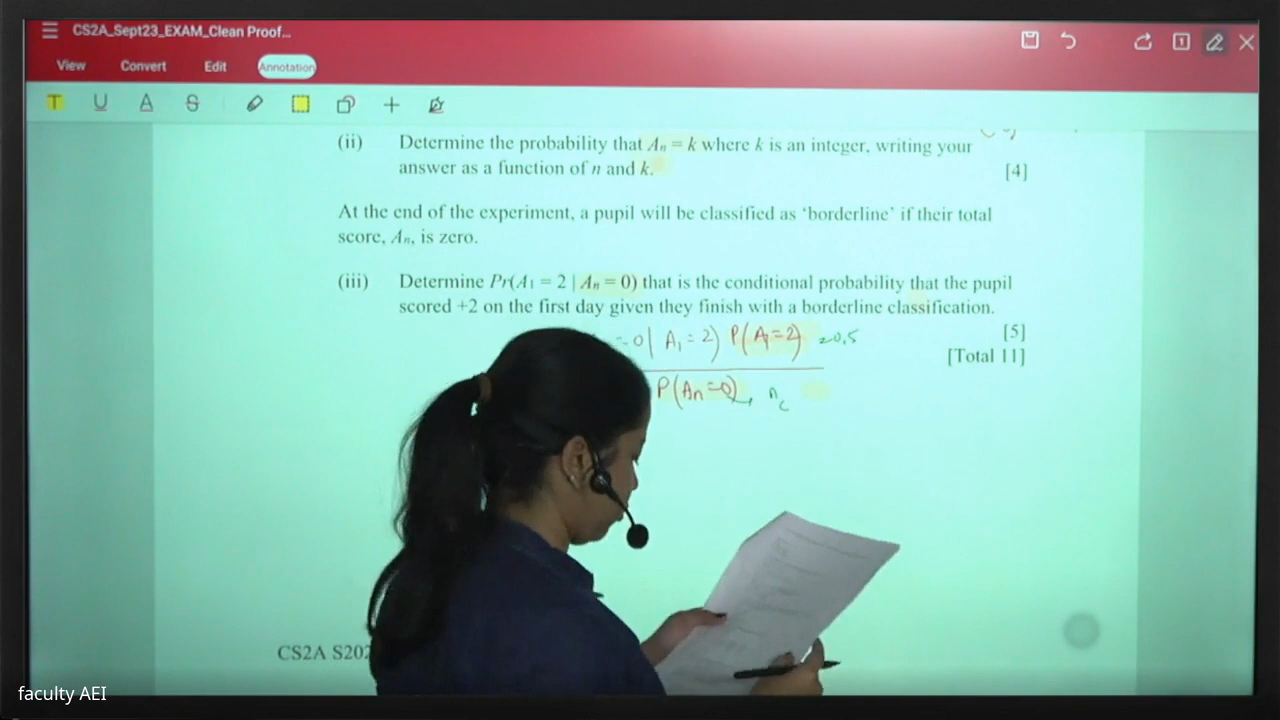 CS2A_Sept23_EXAM_Clean Proof...
View Convert Edit Annotation
T U A S
(ii) Determine the probability that Aₙ = k where k is an integer, writing your
answer as a function of n and k.
[4]
At the end of the experiment, a pupil will be classified as ‘borderline’ if their total
score, Aₙ, is zero.
(iii) Determine Pr(A₁ = 2 | Aₙ = 0) that is the conditional probability that the pupil
scored +2 on the first day given they finish with a borderline classification.
[5]
[Total 11]
0 | A₁ = 2) P(A₁=2) 0.5
P(An=0), nc
CS2A S202
faculty AEI